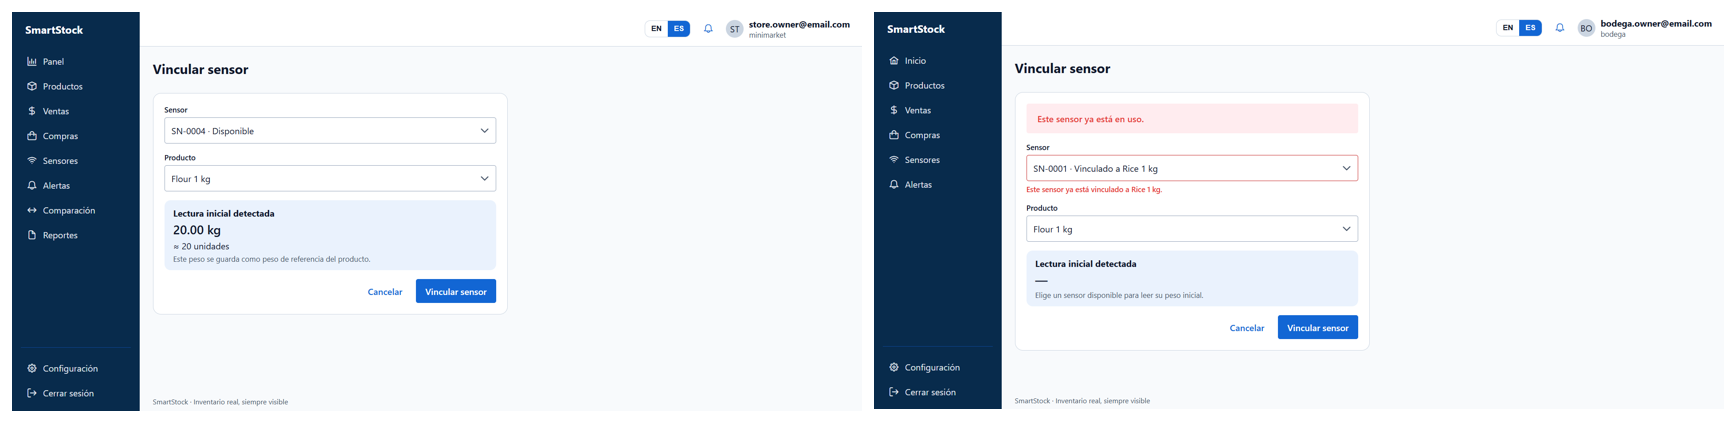 SmartStock
EN ES
ST
store.owner@email.com
minimarket
Panel
Productos
Ventas
Compras
Sensores
Alertas
Comparación
Reportes
Configuración
Cerrar sesión
Vincular sensor
Sensor
SN-0004 · Disponible
Producto
Flour 1 kg
Lectura inicial detectada
20.00 kg
≈ 20 unidades
Este peso se guarda como peso de referencia del producto.
Cancelar
Vincular sensor
SmartStock · Inventario real, siempre visible
SmartStock
EN ES
BO
bodega.owner@email.com
bodega
Inicio
Productos
Ventas
Compras
Sensores
Alertas
Configuración
Cerrar sesión
Vincular sensor
Este sensor ya está en uso.
Sensor
SN-0001 · Vinculado a Rice 1 kg
Este sensor ya está vinculado a Rice 1 kg.
Producto
Flour 1 kg
Lectura inicial detectada
—
Elige un sensor disponible para leer su peso inicial.
Cancelar
Vincular sensor
SmartStock · Inventario real, siempre visible